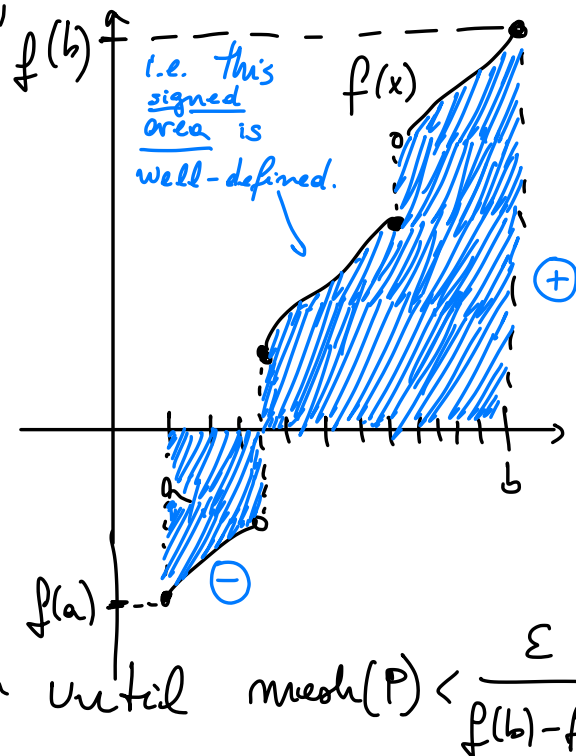 f(b)
i.e. this
signed
area is
well-defined.
f(x)
+
a
b
−
f(a)
until mesh(P) < ε / f(b)-f